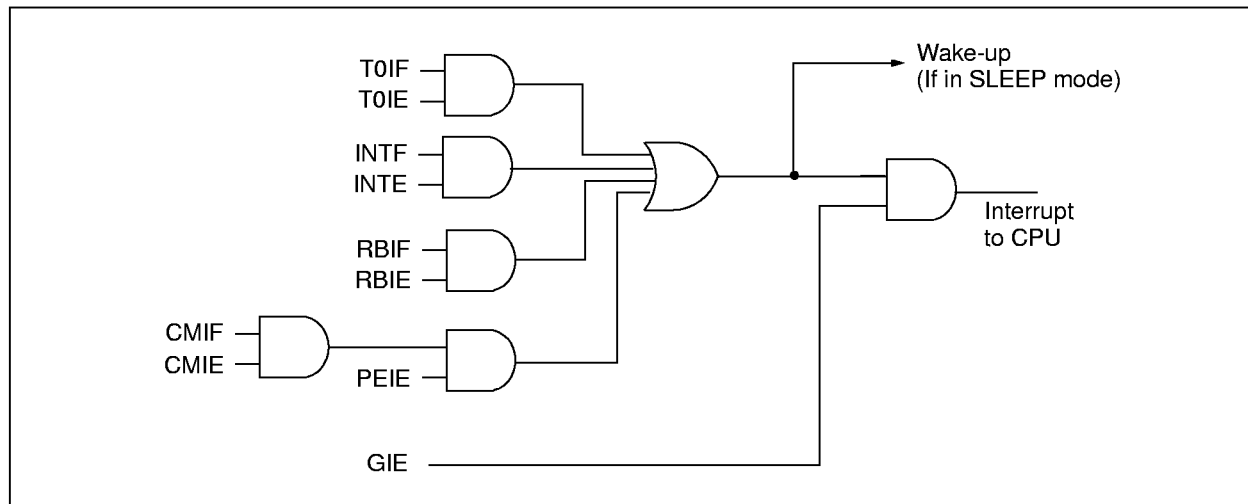 Wake-up
(If in SLEEP mode)
T0IF
T0IE
INTF
INTE
RBIF
RBIE
Interrupt
to CPU
CMIF
CMIE
PEIE
GIE